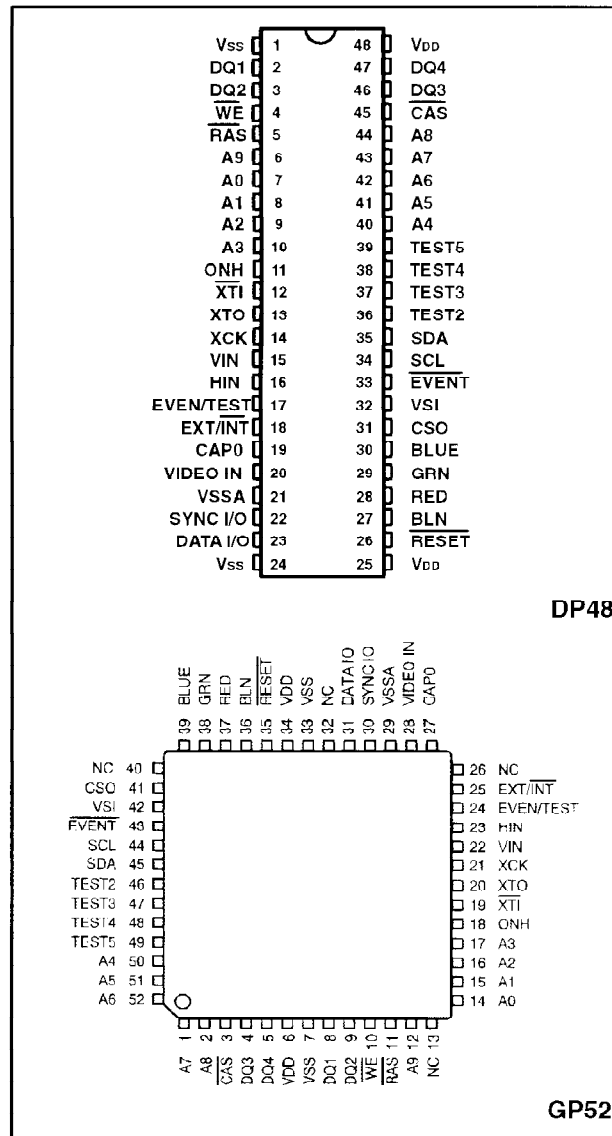 Vss 1 48 VDD
DQ1 2 47 DQ4
DQ2 3 46 DQ3
WE 4 45 CAS
RAS 5 44 A8
A9 6 43 A7
A0 7 42 A6
A1 8 41 A5
A2 9 40 A4
A3 10 39 TEST5
ONH 11 38 TEST4
XTI 12 37 TEST3
XTO 13 36 TEST2
XCK 14 35 SDA
VIN 15 34 SCL
HIN 16 33 EVENT
EVEN/TEST 17 32 VSI
EXT/INT 18 31 CSO
CAP0 19 30 BLUE
VIDEO IN 20 29 GRN
VSSA 21 28 RED
SYNC I/O 22 27 BLN
DATA I/O 23 26 RESET
Vss 24 25 VDD
DP48
39 BLUE
38 GRN
37 RED
36 BLN
35 RESET
34 VDD
33 VSS
32 NC
31 DATA IO
30 SYNC IO
29 VSSA
28 VIDEO IN
27 CAP0
NC 40 26 NC
CSO 41 25 EXT/INT
VSI 42 24 EVEN/TEST
EVENT 43 23 HIN
SCL 44 22 VIN
SDA 45 21 XCK
TEST2 46 20 XTO
TEST3 47 19 XTI
TEST4 48 18 ONH
TEST5 49 17 A3
A4 50 16 A2
A5 51 15 A1
A6 52 14 A0
A7 1
A8 2
CAS 3
DQ3 4
DQ4 5
VDD 6
VSS 7
DQ1 8
DQ2 9
WE 10
RAS 11
A9 12
NC 13
GP52